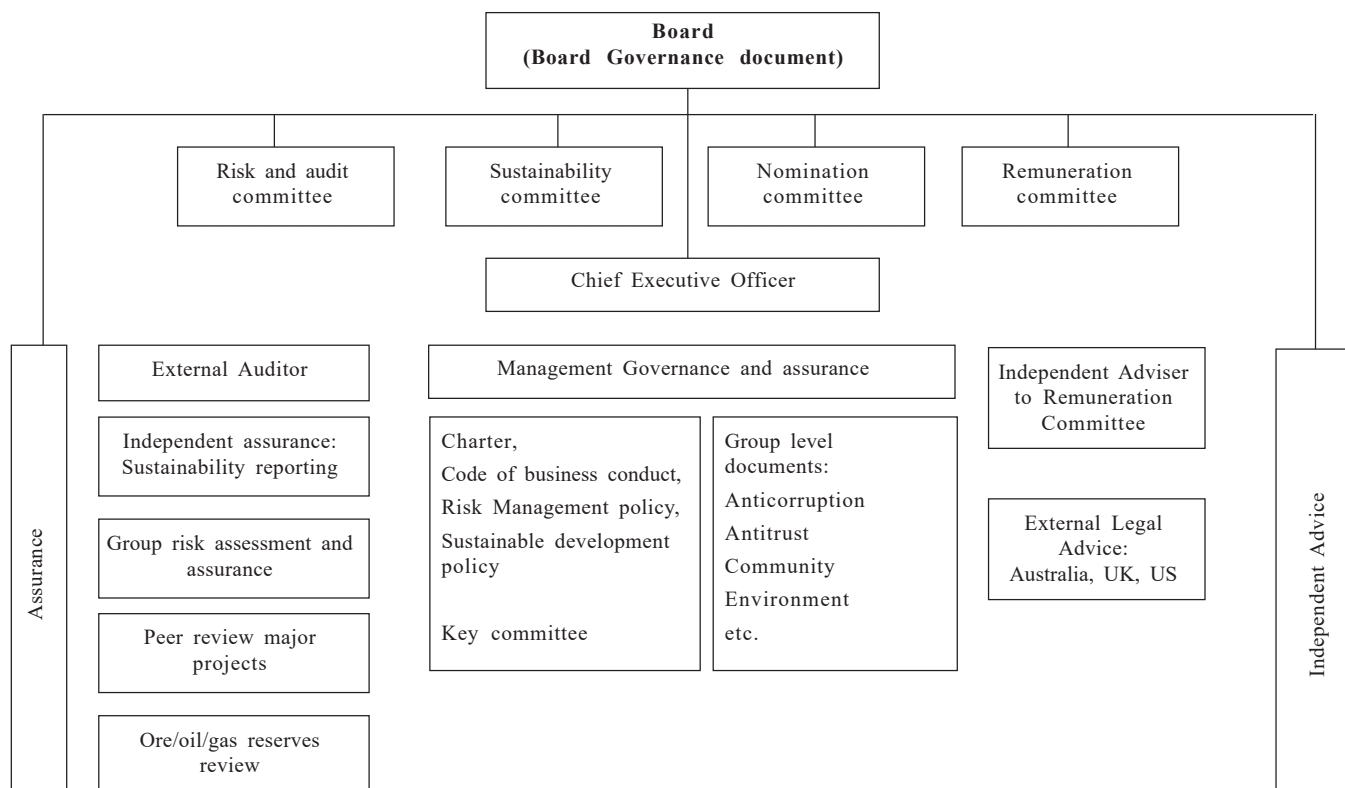 Board
(Board Governance document)
Risk and audit
committee
Sustainability
committee
Nomination
committee
Remuneration
committee
Chief Executive Officer
Assurance
External Auditor
Independent assurance:
Sustainability reporting
Group risk assessment and
assurance
Peer review major
projects
Ore/oil/gas reserves
review
Management Governance and assurance
Charter,
Code of business conduct,
Risk Management policy,
Sustainable development
policy
Key committee
Group level
documents:
Anticorruption
Antitrust
Community
Environment
etc.
Independent Adviser
to Remuneration
Committee
External Legal
Advice:
Australia, UK, US
Independent Advice